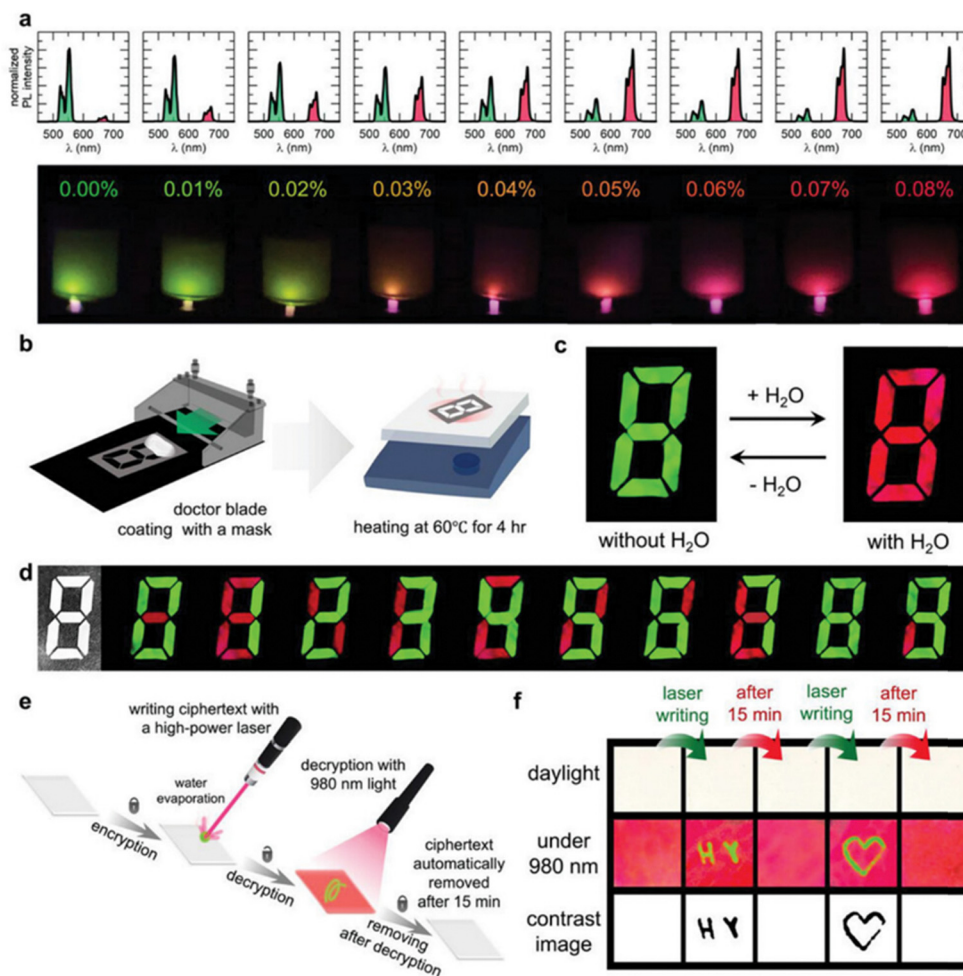 a
normalized
PL intensity
500 600 700 500 600 700 500 600 700 500 600 700 500 600 700 500 600 700 500 600 700 500 600 700 500 600 700
λ (nm) λ (nm) λ (nm) λ (nm) λ (nm) λ (nm) λ (nm) λ (nm) λ (nm)
0.00% 0.01% 0.02% 0.03% 0.04% 0.05% 0.06% 0.07% 0.08%
b
doctor blade
coating with a mask
heating at 60℃ for 4 hr
c
+ H₂O
- H₂O
without H₂O
with H₂O
d
e
writing ciphertext with
a high-power laser
water
evaporation
encryption
decryption with
980 nm light
decryption
ciphertext
automatically
removed
after 15 min
removing
after decryption
f
laser
writing
after
15 min
laser
writing
after
15 min
daylight
under
980 nm
H Y
contrast
image
H Y